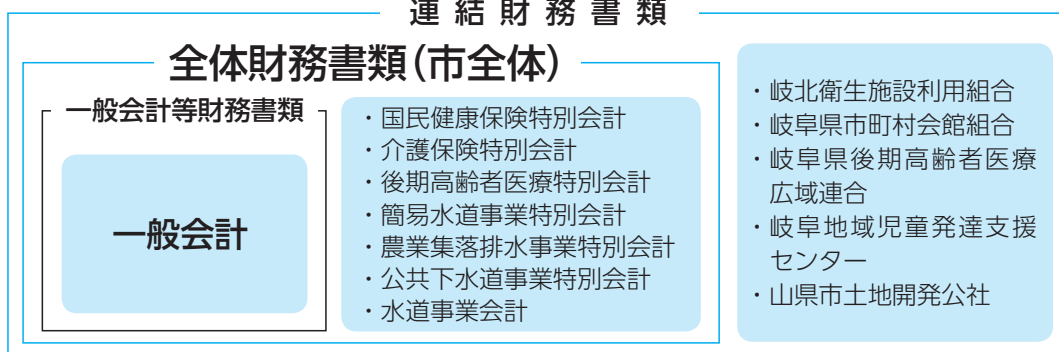 連結財務書類
全体財務書類（市全体）
一般会計等財務書類
一般会計
・国民健康保険特別会計
・介護保険特別会計
・後期高齢者医療特別会計
・簡易水道事業特別会計
・農業集落排水事業特別会計
・公共下水道事業特別会計
・水道事業会計
・岐北衛生施設利用組合
・岐阜県市町村会館組合
・岐阜県後期高齢者医療
広域連合
・岐阜地域児童発達支援
センター
・山県市土地開発公社